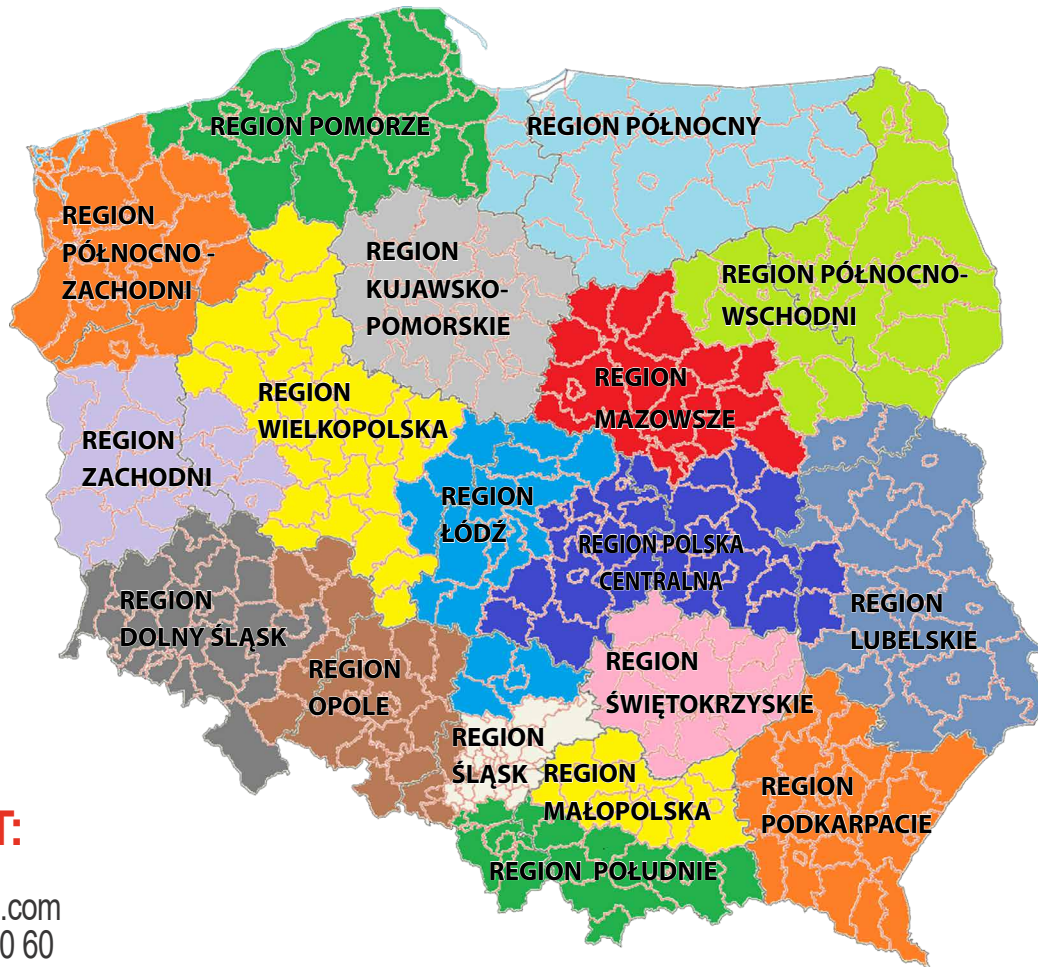 REGION POMORZE
REGION PÓŁNOCNY
REGION
PÓŁNOCNO -
ZACHODNI
REGION
KUJAWSKO-
POMORSKIE
REGION PÓŁNOCNO-
WSCHODNI
REGION
WIELKOPOLSKA
REGION
MAZOWSZE
REGION
ZACHODNI
REGION
ŁÓDŹ
REGION POLSKA
CENTRALNA
REGION
LUBELSKIE
REGION
DOLNY ŚLĄSK
REGION
OPOLE
REGION
ŚWIĘTOKRZYSKIE
REGION
ŚLĄSK
REGION
MAŁOPOLSKA
REGION
PODKARPACIE
REGION POŁUDNIE
T:
.com
0 60